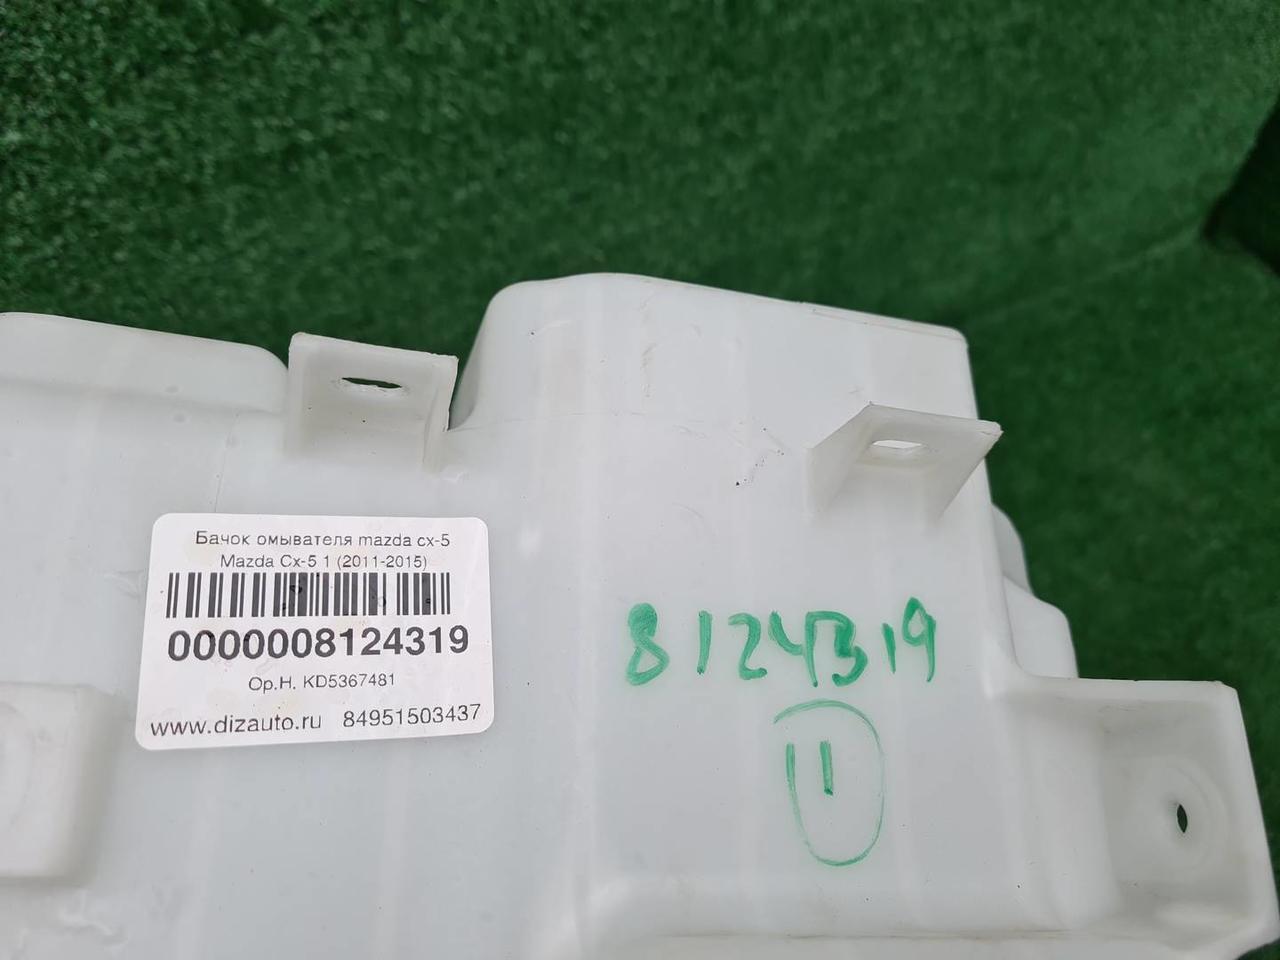 Бачок омывателя mazda cx-5
Mazda Cx-5 1 (2011-2015)
0000008124319
Ор.Н. KD5367481
www.dizauto.ru 84951503437
8124319
11